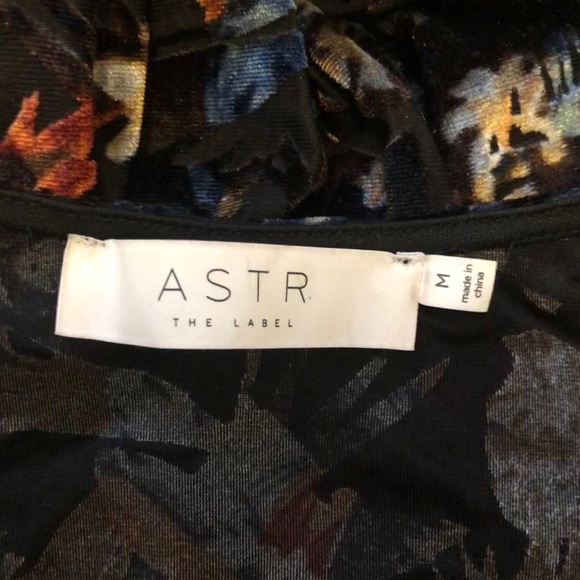 ASTR
THE LABEL
M
made in
china